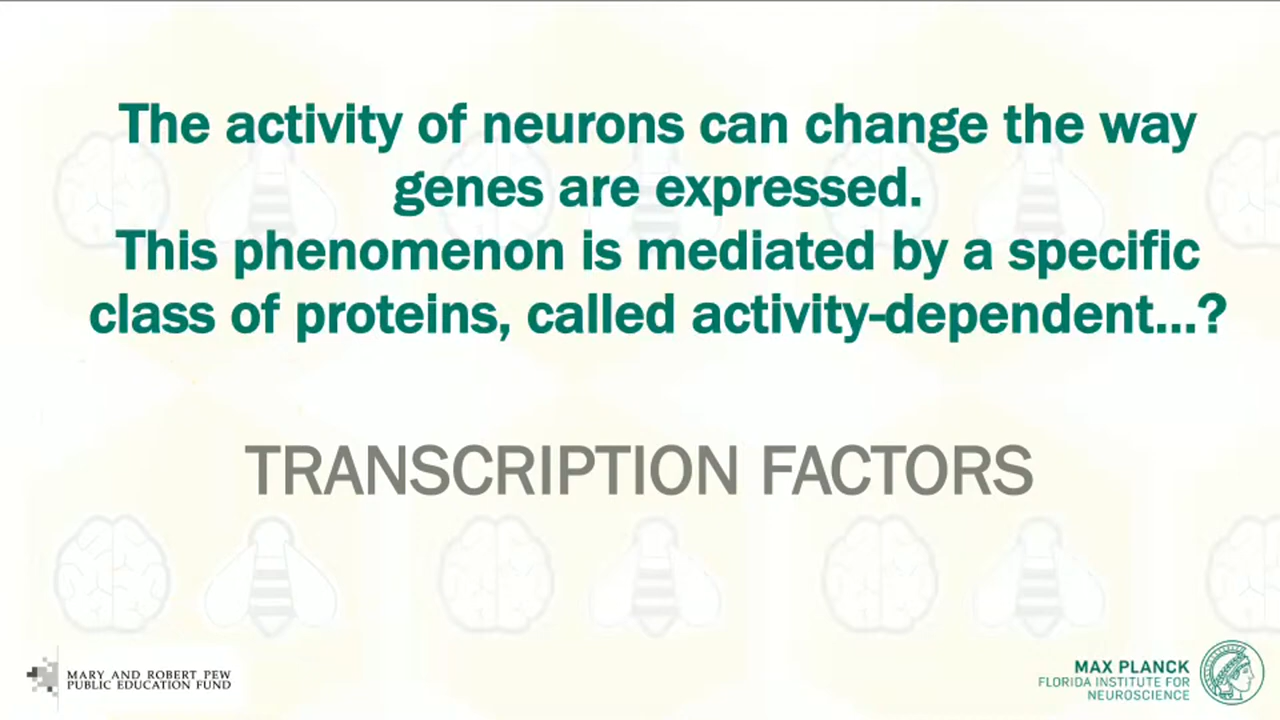 The activity of neurons can change the way
genes are expressed.
This phenomenon is mediated by a specific
class of proteins, called activity-dependent...?
TRANSCRIPTION FACTORS
MARY AND ROBERT PEW
PUBLIC EDUCATION FUND
MAX PLANCK
FLORIDA INSTITUTE FOR
NEUROSCIENCE